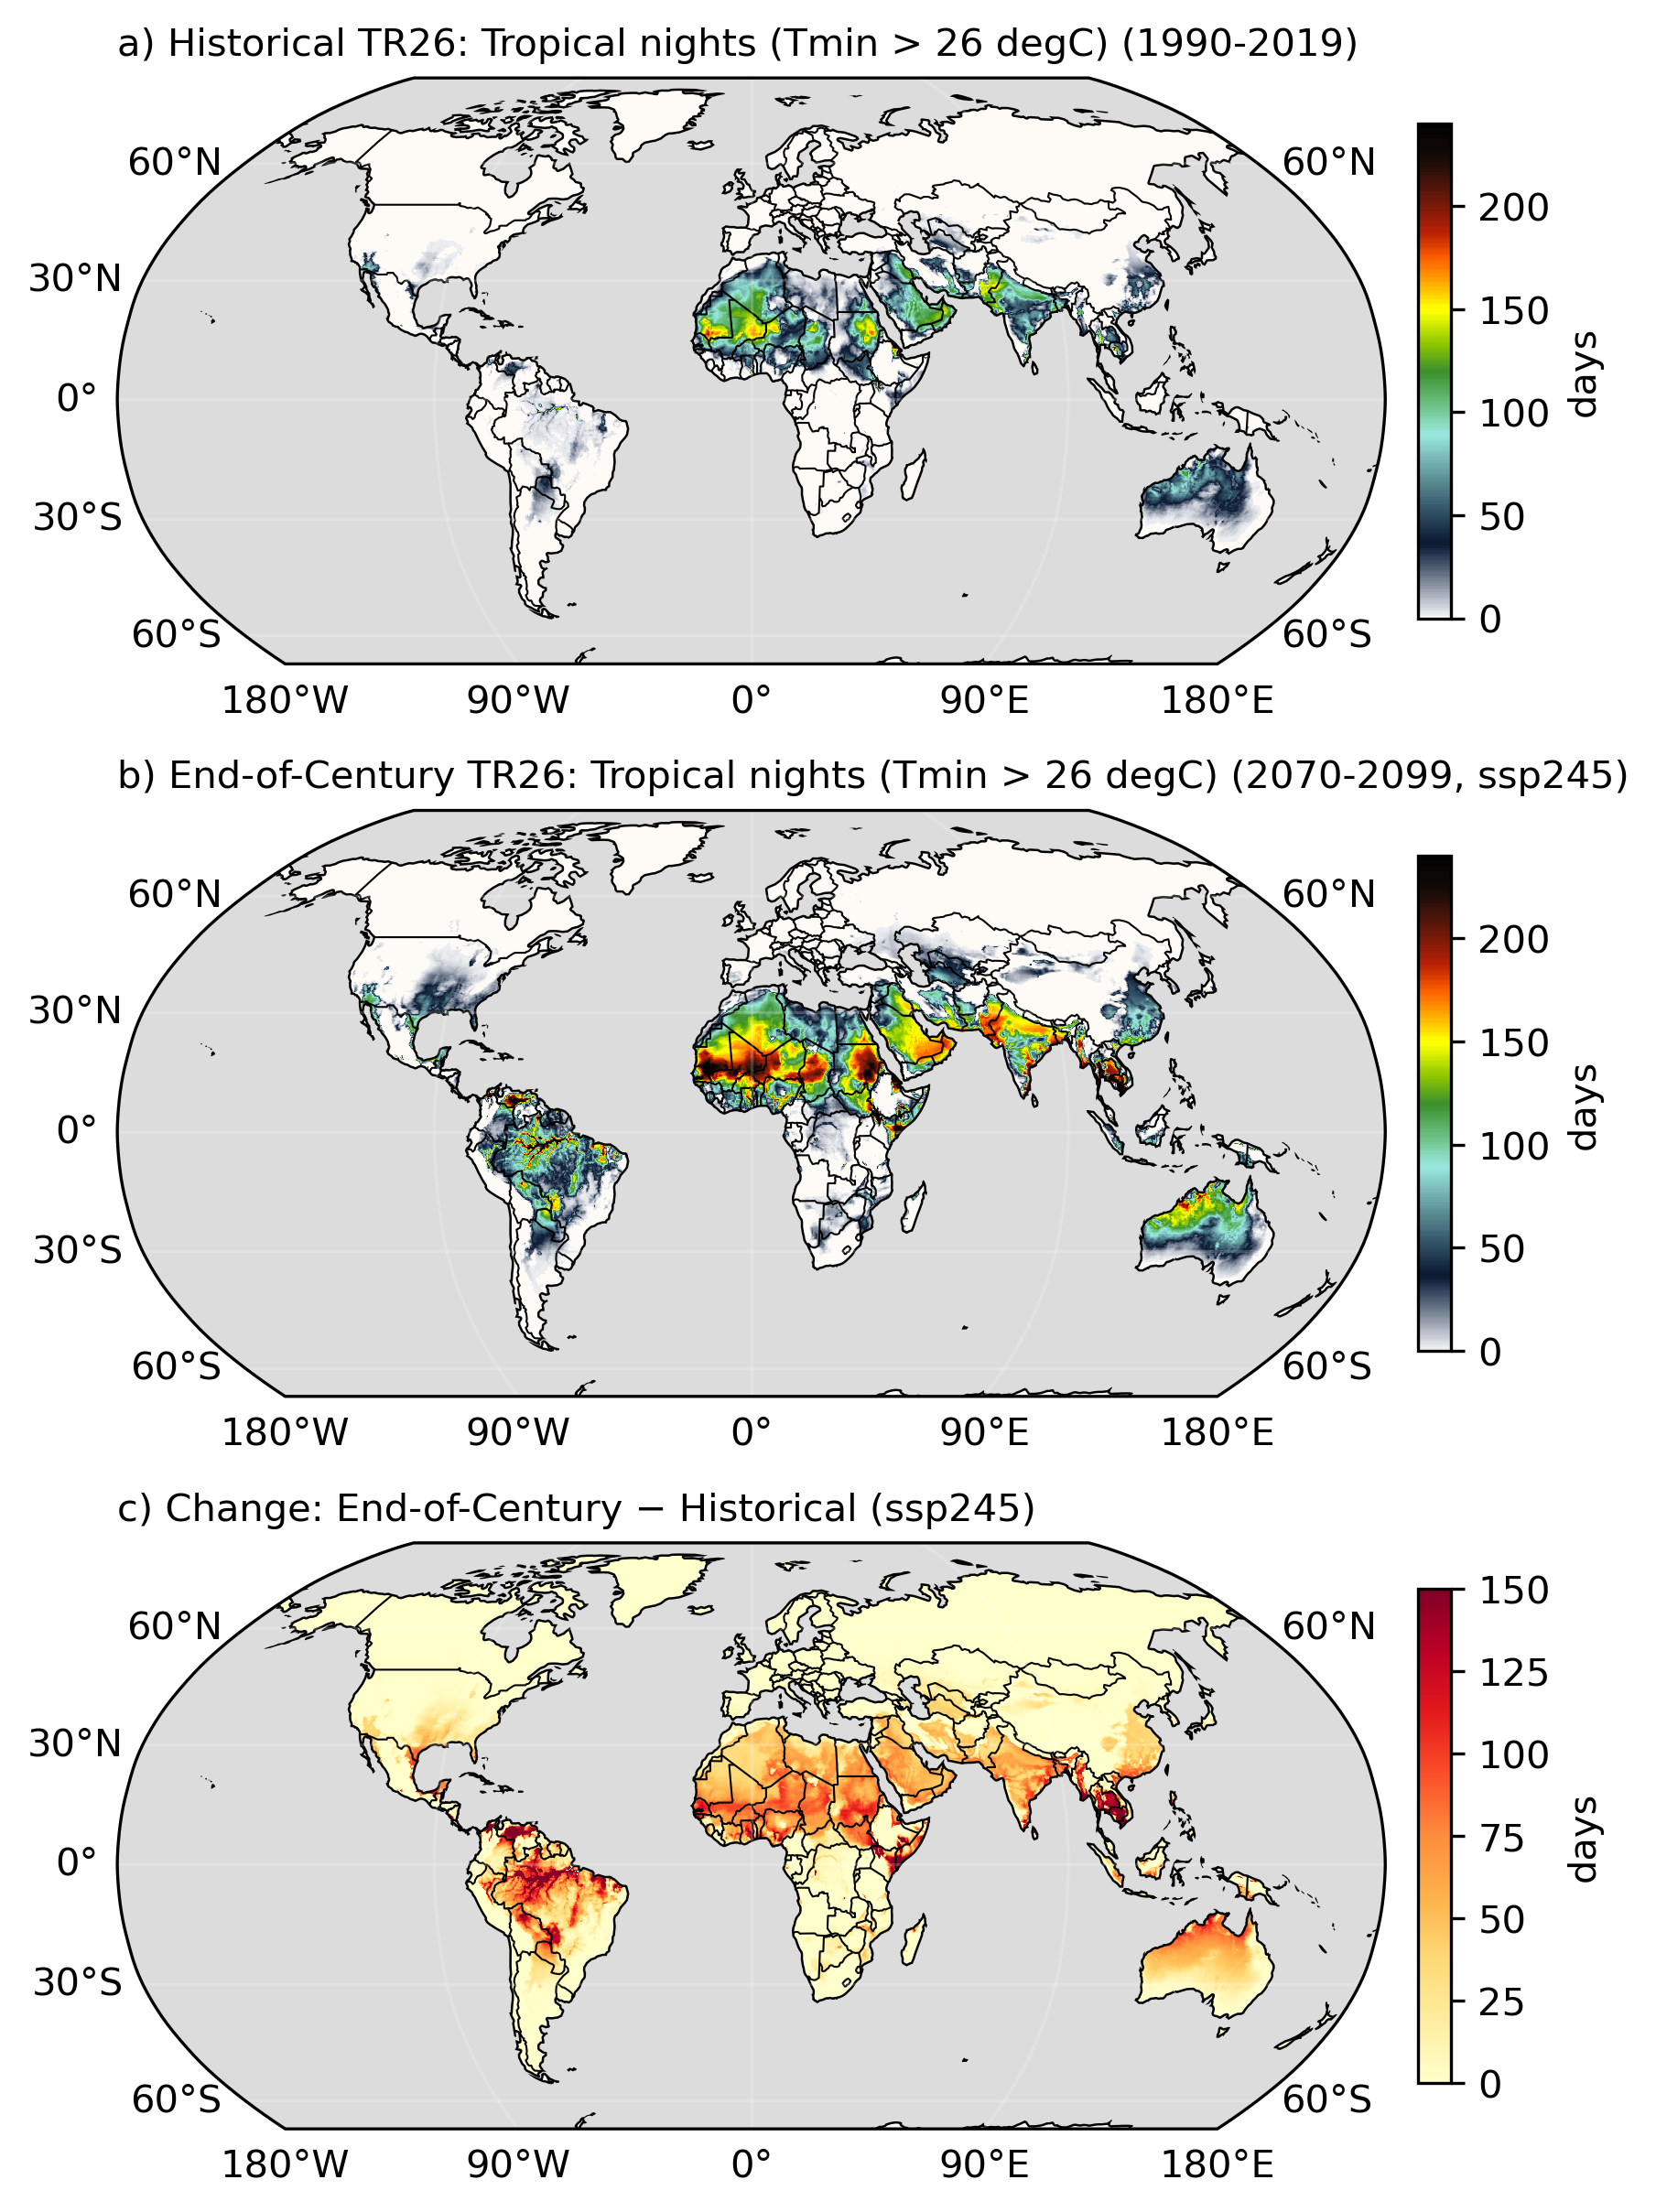 a) Historical TR26: Tropical nights (Tmin > 26 degC) (1990-2019)
60°N 60°N
30°N
0°
30°S
60°S 60°S
180°W 90°W 0° 90°E 180°E
200
150
100
50
0
days
b) End-of-Century TR26: Tropical nights (Tmin > 26 degC) (2070-2099, ssp245)
60°N 60°N
30°N
0°
30°S
60°S 60°S
180°W 90°W 0° 90°E 180°E
200
150
100
50
0
days
c) Change: End-of-Century − Historical (ssp245)
60°N 60°N
30°N
0°
30°S
60°S 60°S
180°W 90°W 0° 90°E 180°E
150
125
100
75
50
25
0
days